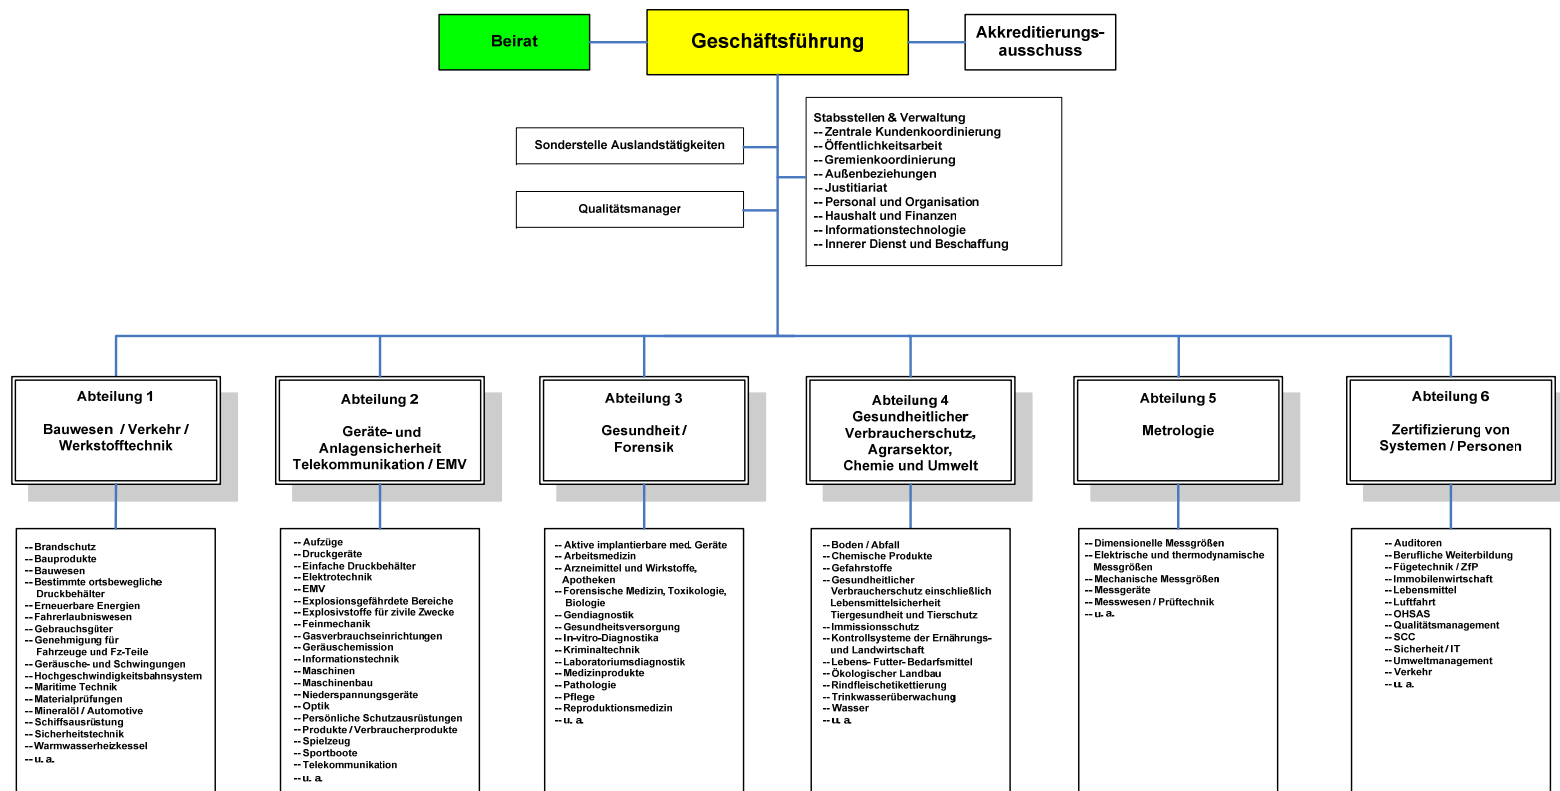 Beirat
Geschäftsführung
Akkreditierungs-
ausschuss
Sonderstelle Auslandstätigkeiten
Qualitätsmanager
Stabsstellen & Verwaltung
-- Zentrale Kundenkoordinierung
-- Öffentlichkeitsarbeit
-- Gremienkoordinierung
-- Außenbeziehungen
-- Justitiariat
-- Personal und Organisation
-- Haushalt und Finanzen
-- Informationstechnologie
-- Innerer Dienst und Beschaffung
Abteilung 1
Bauwesen / Verkehr /
Werkstofftechnik
Abteilung 2
Geräte- und
Anlagensicherheit
Telekommunikation / EMV
Abteilung 3
Gesundheit /
Forensik
Abteilung 4
Gesundheitlicher
Verbraucherschutz,
Agrarsektor,
Chemie und Umwelt
Abteilung 5
Metrologie
Abteilung 6
Zertifizierung von
Systemen / Personen
-- Brandschutz
-- Bauprodukte
-- Bauwesen
-- Bestimmte ortsbewegliche
Druckbehälter
-- Erneuerbare Energien
-- Fahrerlaubniswesen
-- Gebrauchsgüter
-- Genehmigung für
Fahrzeuge und Fz-Teile
-- Geräusche- und Schwingungen
-- Hochgeschwindigkeitsbahnsystem
-- Maritime Technik
-- Materialprüfungen
-- Mineralöl / Automotive
-- Schiffsausrüstung
-- Sicherheitstechnik
-- Warmwasserheizkessel
-- u. a.
-- Aufzüge
-- Druckgeräte
-- Einfache Druckbehälter
-- Elektrotechnik
-- EMV
-- Explosionsgefährdete Bereiche
-- Explosivstoffe für zivile Zwecke
-- Feinmechanik
-- Gasverbrauchseinrichtungen
-- Geräuschemission
-- Informationstechnik
-- Maschinen
-- Maschinenbau
-- Niederspannungsgeräte
-- Optik
-- Persönliche Schutzausrüstungen
-- Produkte / Verbraucherprodukte
-- Spielzeug
-- Sportboote
-- Telekommunikation
-- u. a.
-- Aktive implantierbare med. Geräte
-- Arbeitsmedizin
-- Arzneimittel und Wirkstoffe,
Apotheken
-- Forensische Medizin, Toxikologie,
Biologie
-- Gendiagnostik
-- Gesundheitsversorgung
-- In-vitro-Diagnostika
-- Kriminaltechnik
-- Laboratoriumsdiagnostik
-- Medizinprodukte
-- Pathologie
-- Pflege
-- Reproduktionsmedizin
-- u. a.
-- Boden / Abfall
-- Chemische Produkte
-- Gefahrstoffe
-- Gesundheitlicher
Verbraucherschutz einschließlich
Lebensmittelsicherheit
Tiergesundheit und Tierschutz
-- Immissionsschutz
-- Kontrollsysteme der Ernährungs-
und Landwirtschaft
-- Lebens- Futter- Bedarfsmittel
-- Ökologischer Landbau
-- Rindfleischetikettierung
-- Trinkwasserüberwachung
-- Wasser
-- u. a.
-- Dimensionelle Messgrößen
-- Elektrische und thermodynamische
Messgrößen
-- Mechanische Messgrößen
-- Messgeräte
-- Messwesen / Prüftechnik
-- u. a.
-- Auditoren
-- Berufliche Weiterbildung
-- Fügetechnik / ZfP
-- Immobilienwirtschaft
-- Lebensmittel
-- Luftfahrt
-- OHSAS
-- Qualitätsmanagement
-- SCC
-- Sicherheit / IT
-- Umweltmanagement
-- Verkehr
-- u. a.